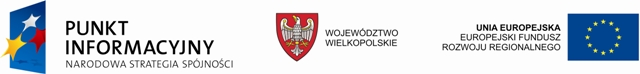 PUNKT
INFORMACYJNY
NARODOWA STRATEGIA SPÓJNOŚCI
WOJEWÓDZTWO
WIELKOPOLSKIE
UNIA EUROPEJSKA
EUROPEJSKI FUNDUSZ
ROZWOJU REGIONALNEGO